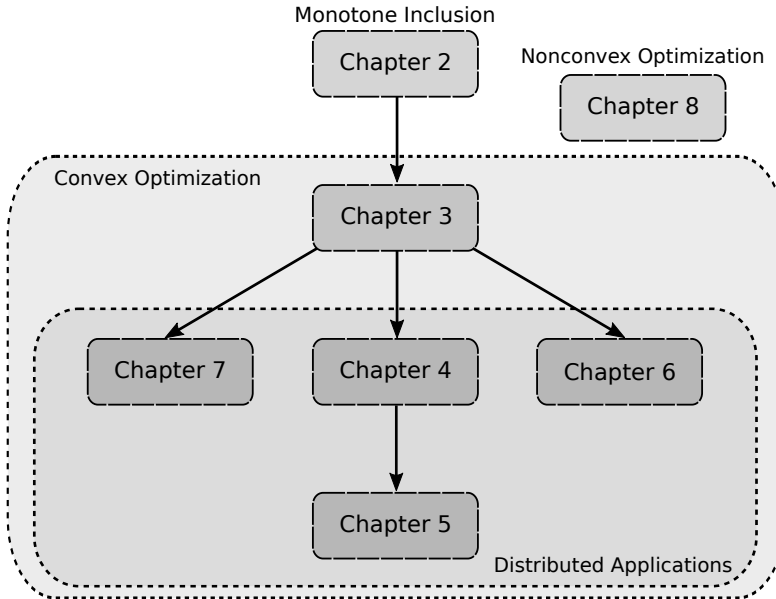 Monotone Inclusion
Chapter 2
Nonconvex Optimization
Chapter 8
Convex Optimization
Chapter 3
Chapter 7
Chapter 4
Chapter 6
Chapter 5
Distributed Applications